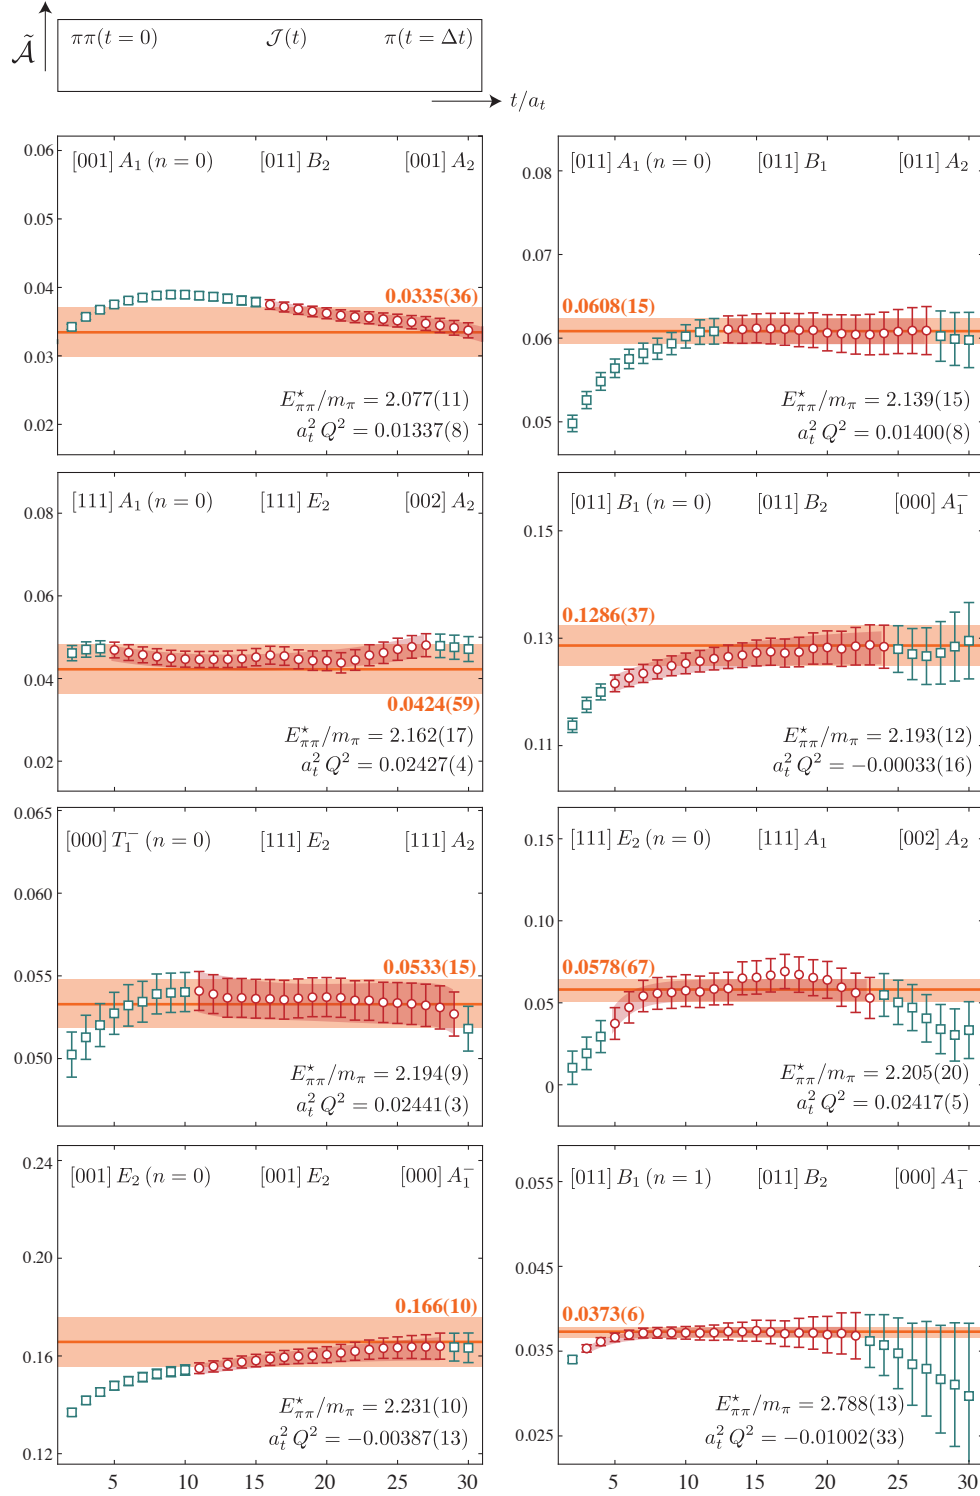 ππ(t = 0) 𝒥(t) π(t = Δt)
𝒜̃
t/a_t
[001] A₁ (n = 0) [011] B₂ [001] A₂
0.06
0.05
0.04
0.03
0.02
0.0335(36)
E⋆_ππ/m_π = 2.077(11)
a_t² Q² = 0.01337(8)
[011] A₁ (n = 0) [011] B₁ [011] A₂
0.08
0.07
0.06
0.05
0.0608(15)
E⋆_ππ/m_π = 2.139(15)
a_t² Q² = 0.01400(8)
[111] A₁ (n = 0) [111] E₂ [002] A₂
0.08
0.06
0.04
0.02
0.0424(59)
E⋆_ππ/m_π = 2.162(17)
a_t² Q² = 0.02427(4)
[011] B₁ (n = 0) [011] B₂ [000] A₁⁻
0.15
0.13
0.11
0.1286(37)
E⋆_ππ/m_π = 2.193(12)
a_t² Q² = −0.00033(16)
[000] T₁⁻ (n = 0) [111] E₂ [111] A₂
0.065
0.060
0.055
0.050
0.0533(15)
E⋆_ππ/m_π = 2.194(9)
a_t² Q² = 0.02441(3)
[111] E₂ (n = 0) [111] A₁ [002] A₂
0.15
0.10
0.05
0
0.0578(67)
E⋆_ππ/m_π = 2.205(20)
a_t² Q² = 0.02417(5)
[001] E₂ (n = 0) [001] E₂ [000] A₁⁻
0.24
0.20
0.16
0.12
0.166(10)
E⋆_ππ/m_π = 2.231(10)
a_t² Q² = −0.00387(13)
5 10 15 20 25 30
[011] B₁ (n = 1) [011] B₂ [000] A₁⁻
0.055
0.045
0.035
0.025
0.0373(6)
E⋆_ππ/m_π = 2.788(13)
a_t² Q² = −0.01002(33)
5 10 15 20 25 30